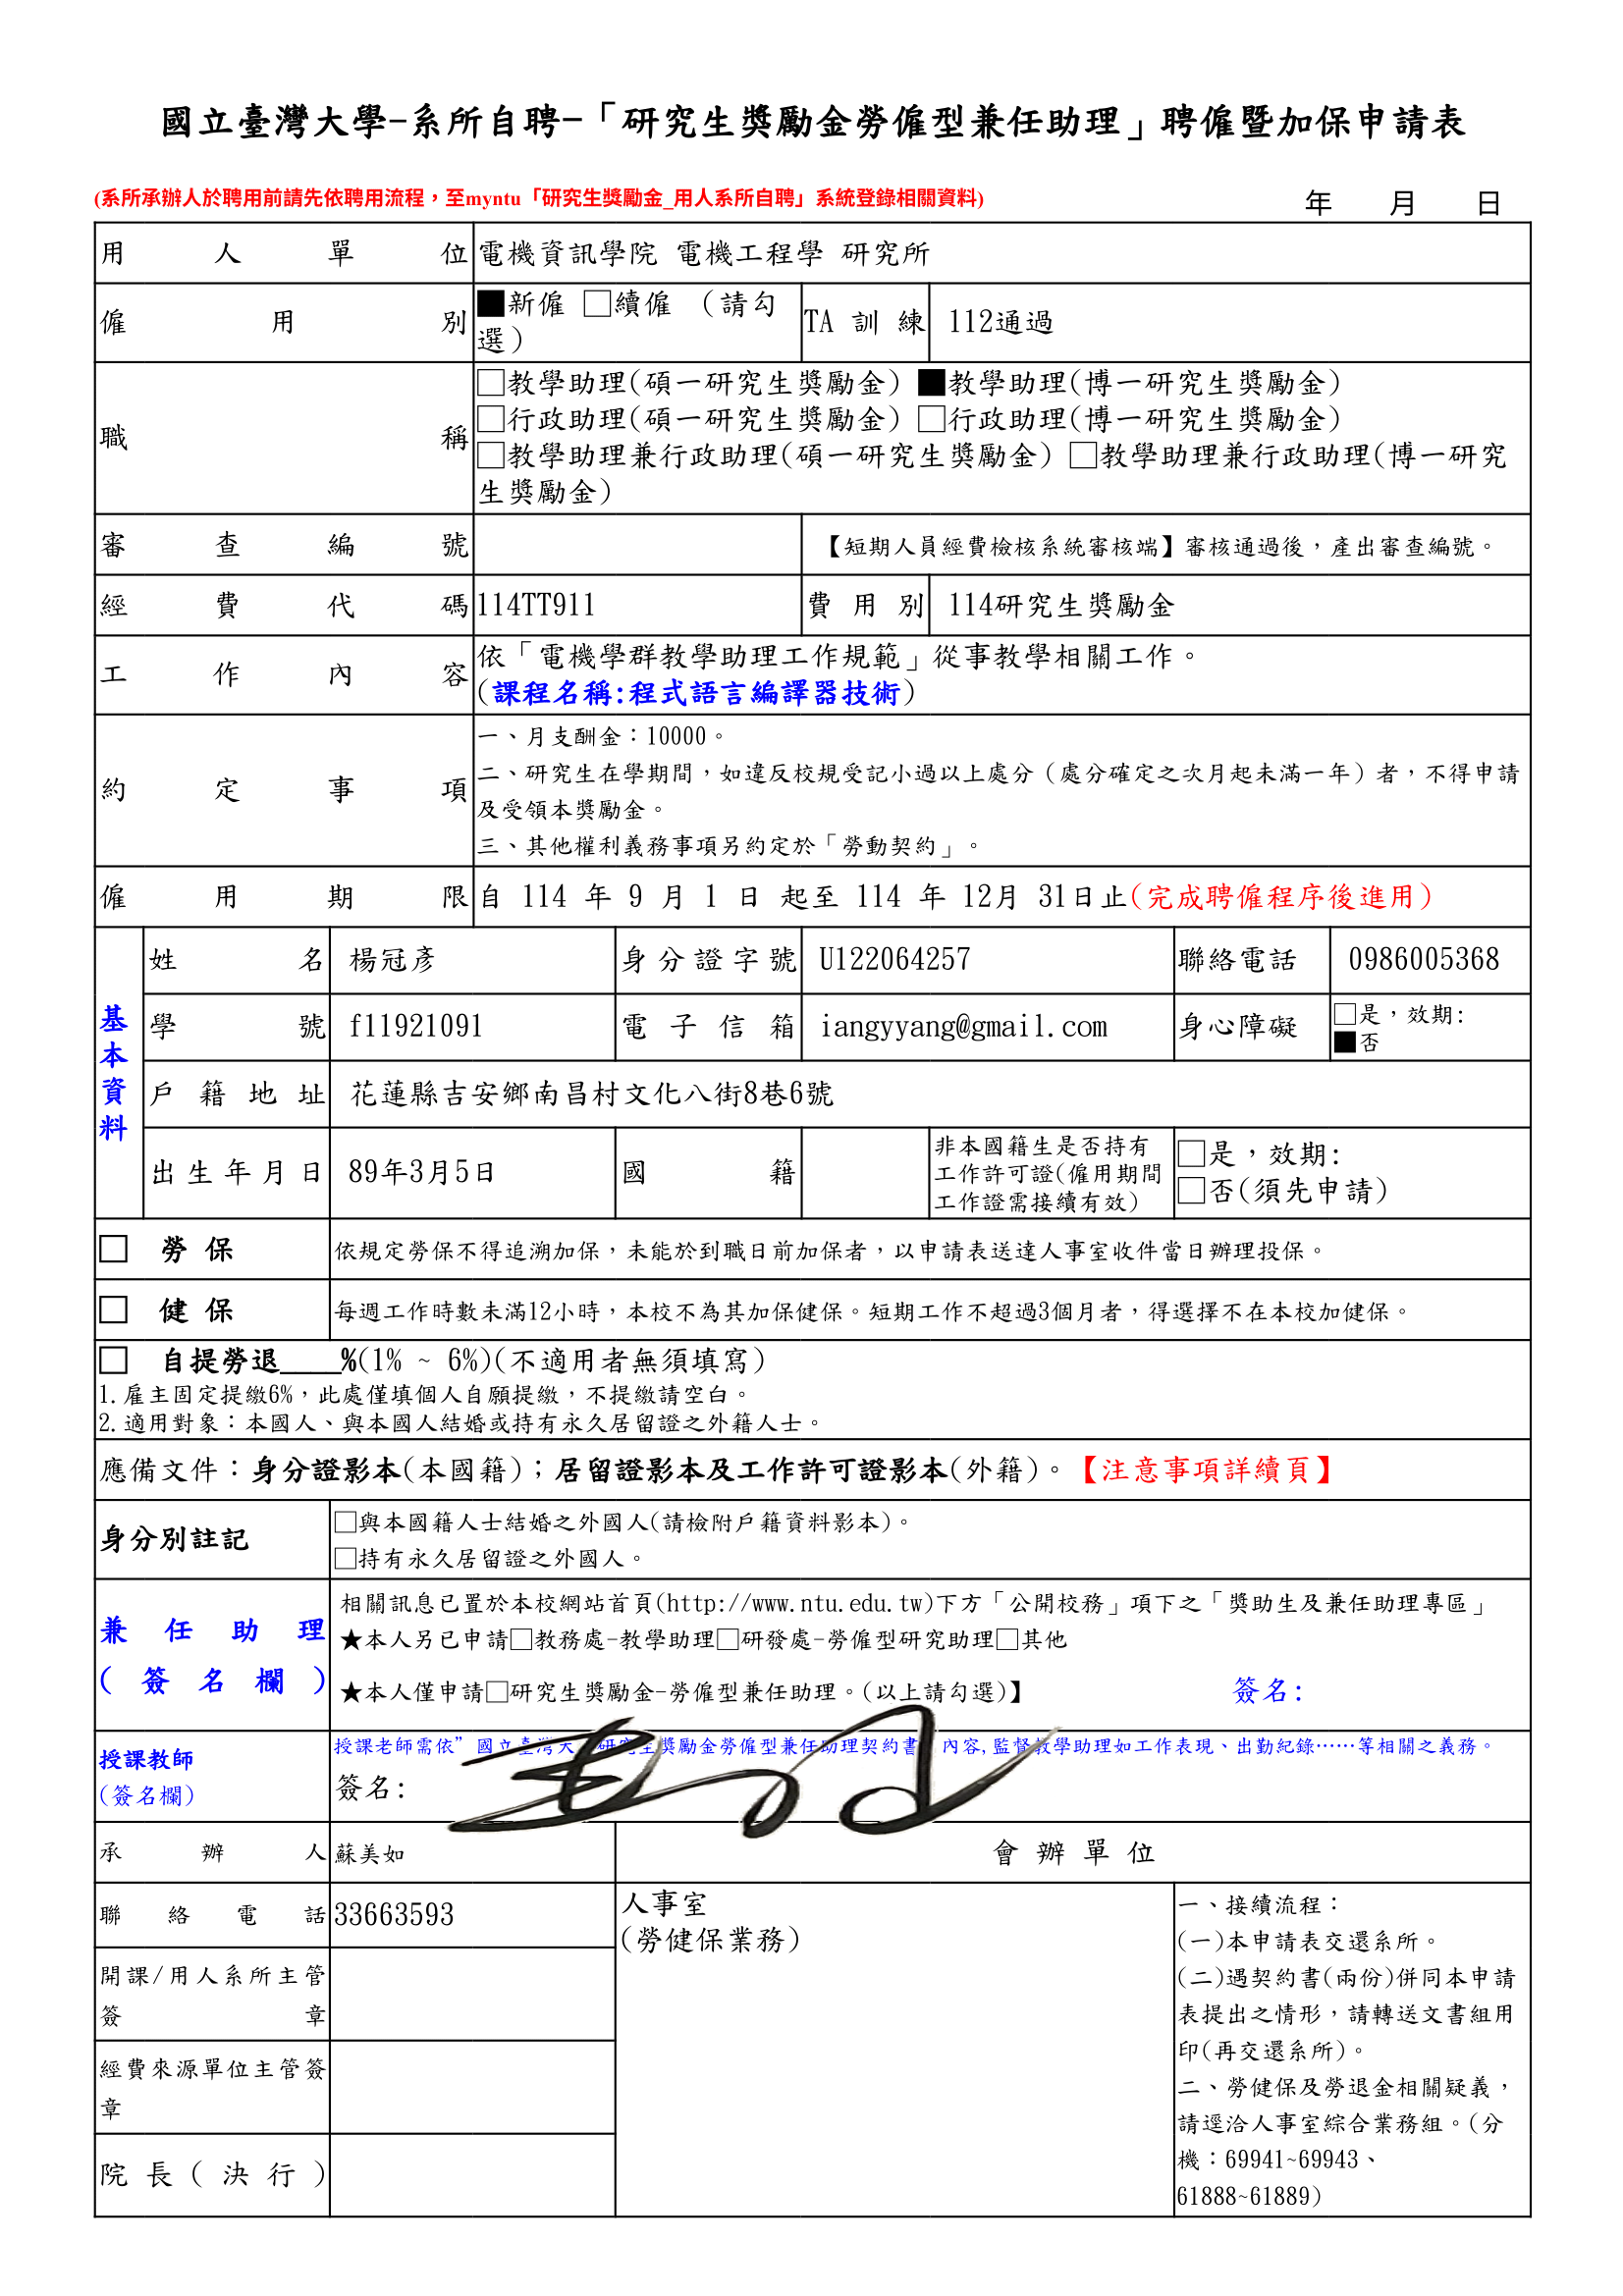 國立臺灣大學-系所自聘-「研究生獎勵金勞僱型兼任助理」聘僱暨加保申請表
(系所承辦人於聘用前請先依聘用流程，至myntu「研究生獎勵金_用人系所自聘」系統登錄相關資料)
年 月 日
用人單位 電機資訊學院 電機工程學 研究所
僱用別 ■新僱 □續僱 （請勾
選） TA 訓 練 112通過
職稱 □教學助理(碩一研究生獎勵金) ■教學助理(博一研究生獎勵金)
□行政助理(碩一研究生獎勵金) □行政助理(博一研究生獎勵金)
□教學助理兼行政助理(碩一研究生獎勵金) □教學助理兼行政助理(博一研究
生獎勵金)
審查編號 【短期人員經費檢核系統審核端】審核通過後，產出審查編號。
經費代碼 114TT911 費用別 114研究生獎勵金
工作內容 依「電機學群教學助理工作規範」從事教學相關工作。
(課程名稱:程式語言編譯器技術)
約定事項 一、月支酬金：10000。
二、研究生在學期間，如違反校規受記小過以上處分（處分確定之次月起未滿一年）者，不得申請
及受領本獎勵金。
三、其他權利義務事項另約定於「勞動契約」。
僱用期限 自 114 年 9 月 1 日 起至 114 年 12月 31日止(完成聘僱程序後進用)
基本資料
姓名 楊冠彥 身分證字號 U122064257 聯絡電話 0986005368
學號 f11921091 電子信箱 iangyyang@gmail.com 身心障礙 □是，效期:
■否
戶籍地址 花蓮縣吉安鄉南昌村文化八街8巷6號
出生年月日 89年3月5日 國籍 非本國籍生是否持有
工作許可證(僱用期間
工作證需接續有效) □是，效期:
□否(須先申請)
□ 勞 保 依規定勞保不得追溯加保，未能於到職日前加保者，以申請表送達人事室收件當日辦理投保。
□ 健 保 每週工作時數未滿12小時，本校不為其加保健保。短期工作不超過3個月者，得選擇不在本校加健保。
□ 自提勞退____%(1% ~ 6%)(不適用者無須填寫)
1.雇主固定提繳6%，此處僅填個人自願提繳，不提繳請空白。
2.適用對象：本國人、與本國人結婚或持有永久居留證之外籍人士。
應備文件：身分證影本(本國籍)；居留證影本及工作許可證影本(外籍)。【注意事項詳續頁】
身分別註記 □與本國籍人士結婚之外國人(請檢附戶籍資料影本)。
□持有永久居留證之外國人。
兼任助理
(簽名欄)
相關訊息已置於本校網站首頁(http://www.ntu.edu.tw)下方「公開校務」項下之「獎助生及兼任助理專區」
★本人另已申請□教務處-教學助理□研發處-勞僱型研究助理□其他
★本人僅申請□研究生獎勵金-勞僱型兼任助理。(以上請勾選)】 簽名:
授課教師
(簽名欄)
授課老師需依”國立臺灣大 研究生獎勵金勞僱型兼任助理契約書 內容,監督教學助理如工作表現、出勤紀錄……等相關之義務。
簽名:
承辦人 蘇美如 會 辦 單 位
聯絡電話 33663593
開課/用人系所主管
簽章
經費來源單位主管簽
章
院長(決行)
人事室
(勞健保業務)
一、接續流程：
(一)本申請表交還系所。
(二)遇契約書(兩份)併同本申請
表提出之情形，請轉送文書組用
印(再交還系所)。
二、勞健保及勞退金相關疑義，
請逕洽人事室綜合業務組。(分
機：69941~69943、
61888~61889)